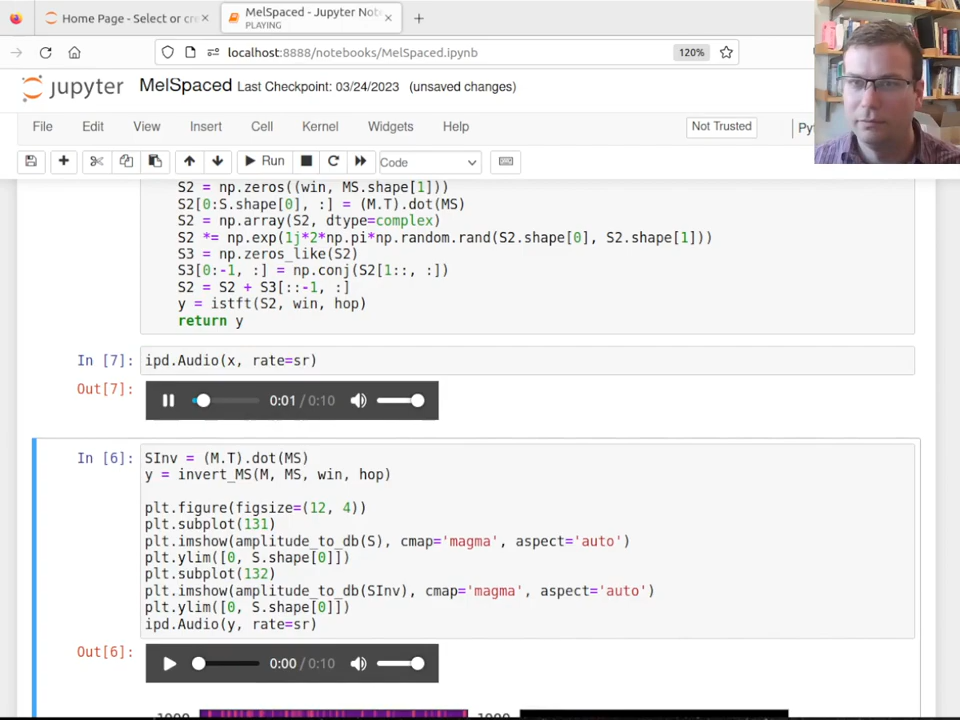 Home Page - Select or cre
MelSpaced - Jupyter Not
PLAYING
localhost:8888/notebooks/MelSpaced.ipynb
120%
jupyter MelSpaced Last Checkpoint: 03/24/2023 (unsaved changes)
File Edit View Insert Cell Kernel Widgets Help
Not Trusted
Run
Code
S2 = np.zeros((win, MS.shape[1]))
S2[0:S.shape[0], :] = (M.T).dot(MS)
S2 = np.array(S2, dtype=complex)
S2 *= np.exp(1j*2*np.pi*np.random.rand(S2.shape[0], S2.shape[1]))
S3 = np.zeros_like(S2)
S3[0:-1, :] = np.conj(S2[1::, :])
S2 = S2 + S3[::-1, :]
y = istft(S2, win, hop)
return y
In [7]: ipd.Audio(x, rate=sr)
Out[7]:
0:01 / 0:10
In [6]: SInv = (M.T).dot(MS)
y = invert_MS(M, MS, win, hop)
plt.figure(figsize=(12, 4))
plt.subplot(131)
plt.imshow(amplitude_to_db(S), cmap='magma', aspect='auto')
plt.ylim([0, S.shape[0]])
plt.subplot(132)
plt.imshow(amplitude_to_db(SInv), cmap='magma', aspect='auto')
plt.ylim([0, S.shape[0]])
ipd.Audio(y, rate=sr)
Out[6]:
0:00 / 0:10